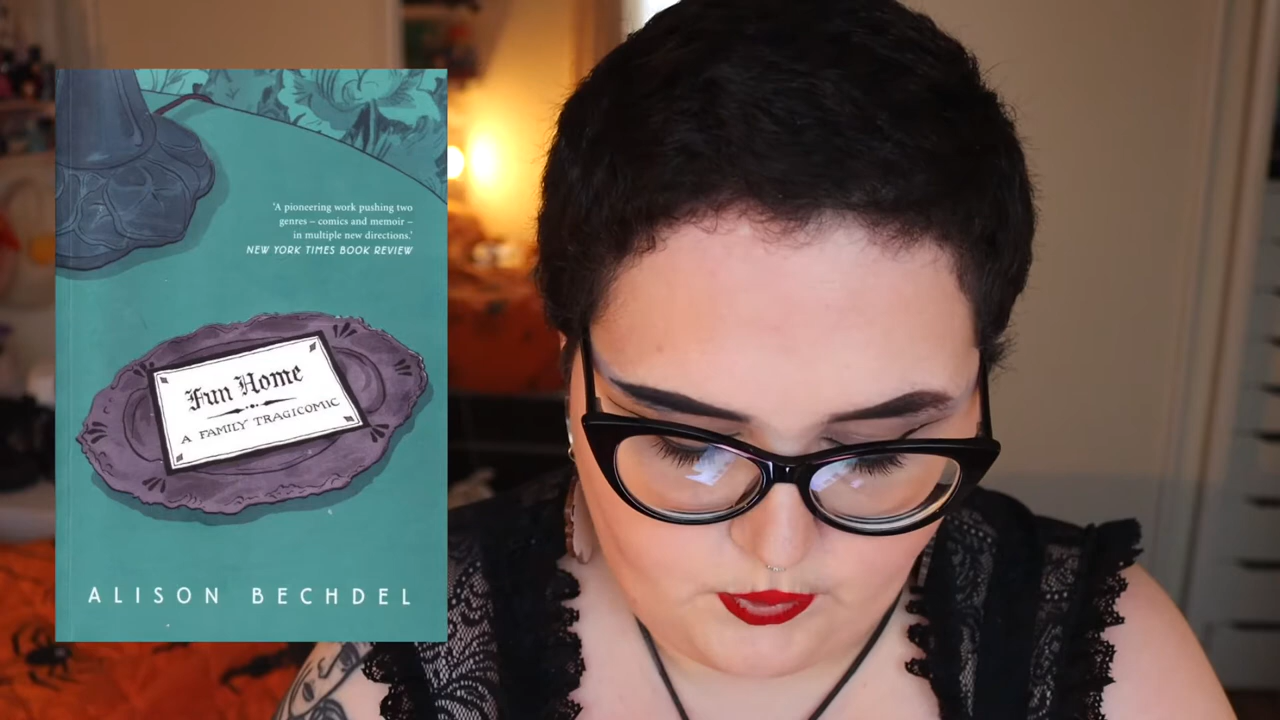 'A pioneering work pushing two
genres – comics and memoir –
in multiple new directions.'
NEW YORK TIMES BOOK REVIEW
Fun Home
A FAMILY TRAGICOMIC
ALISON BECHDEL